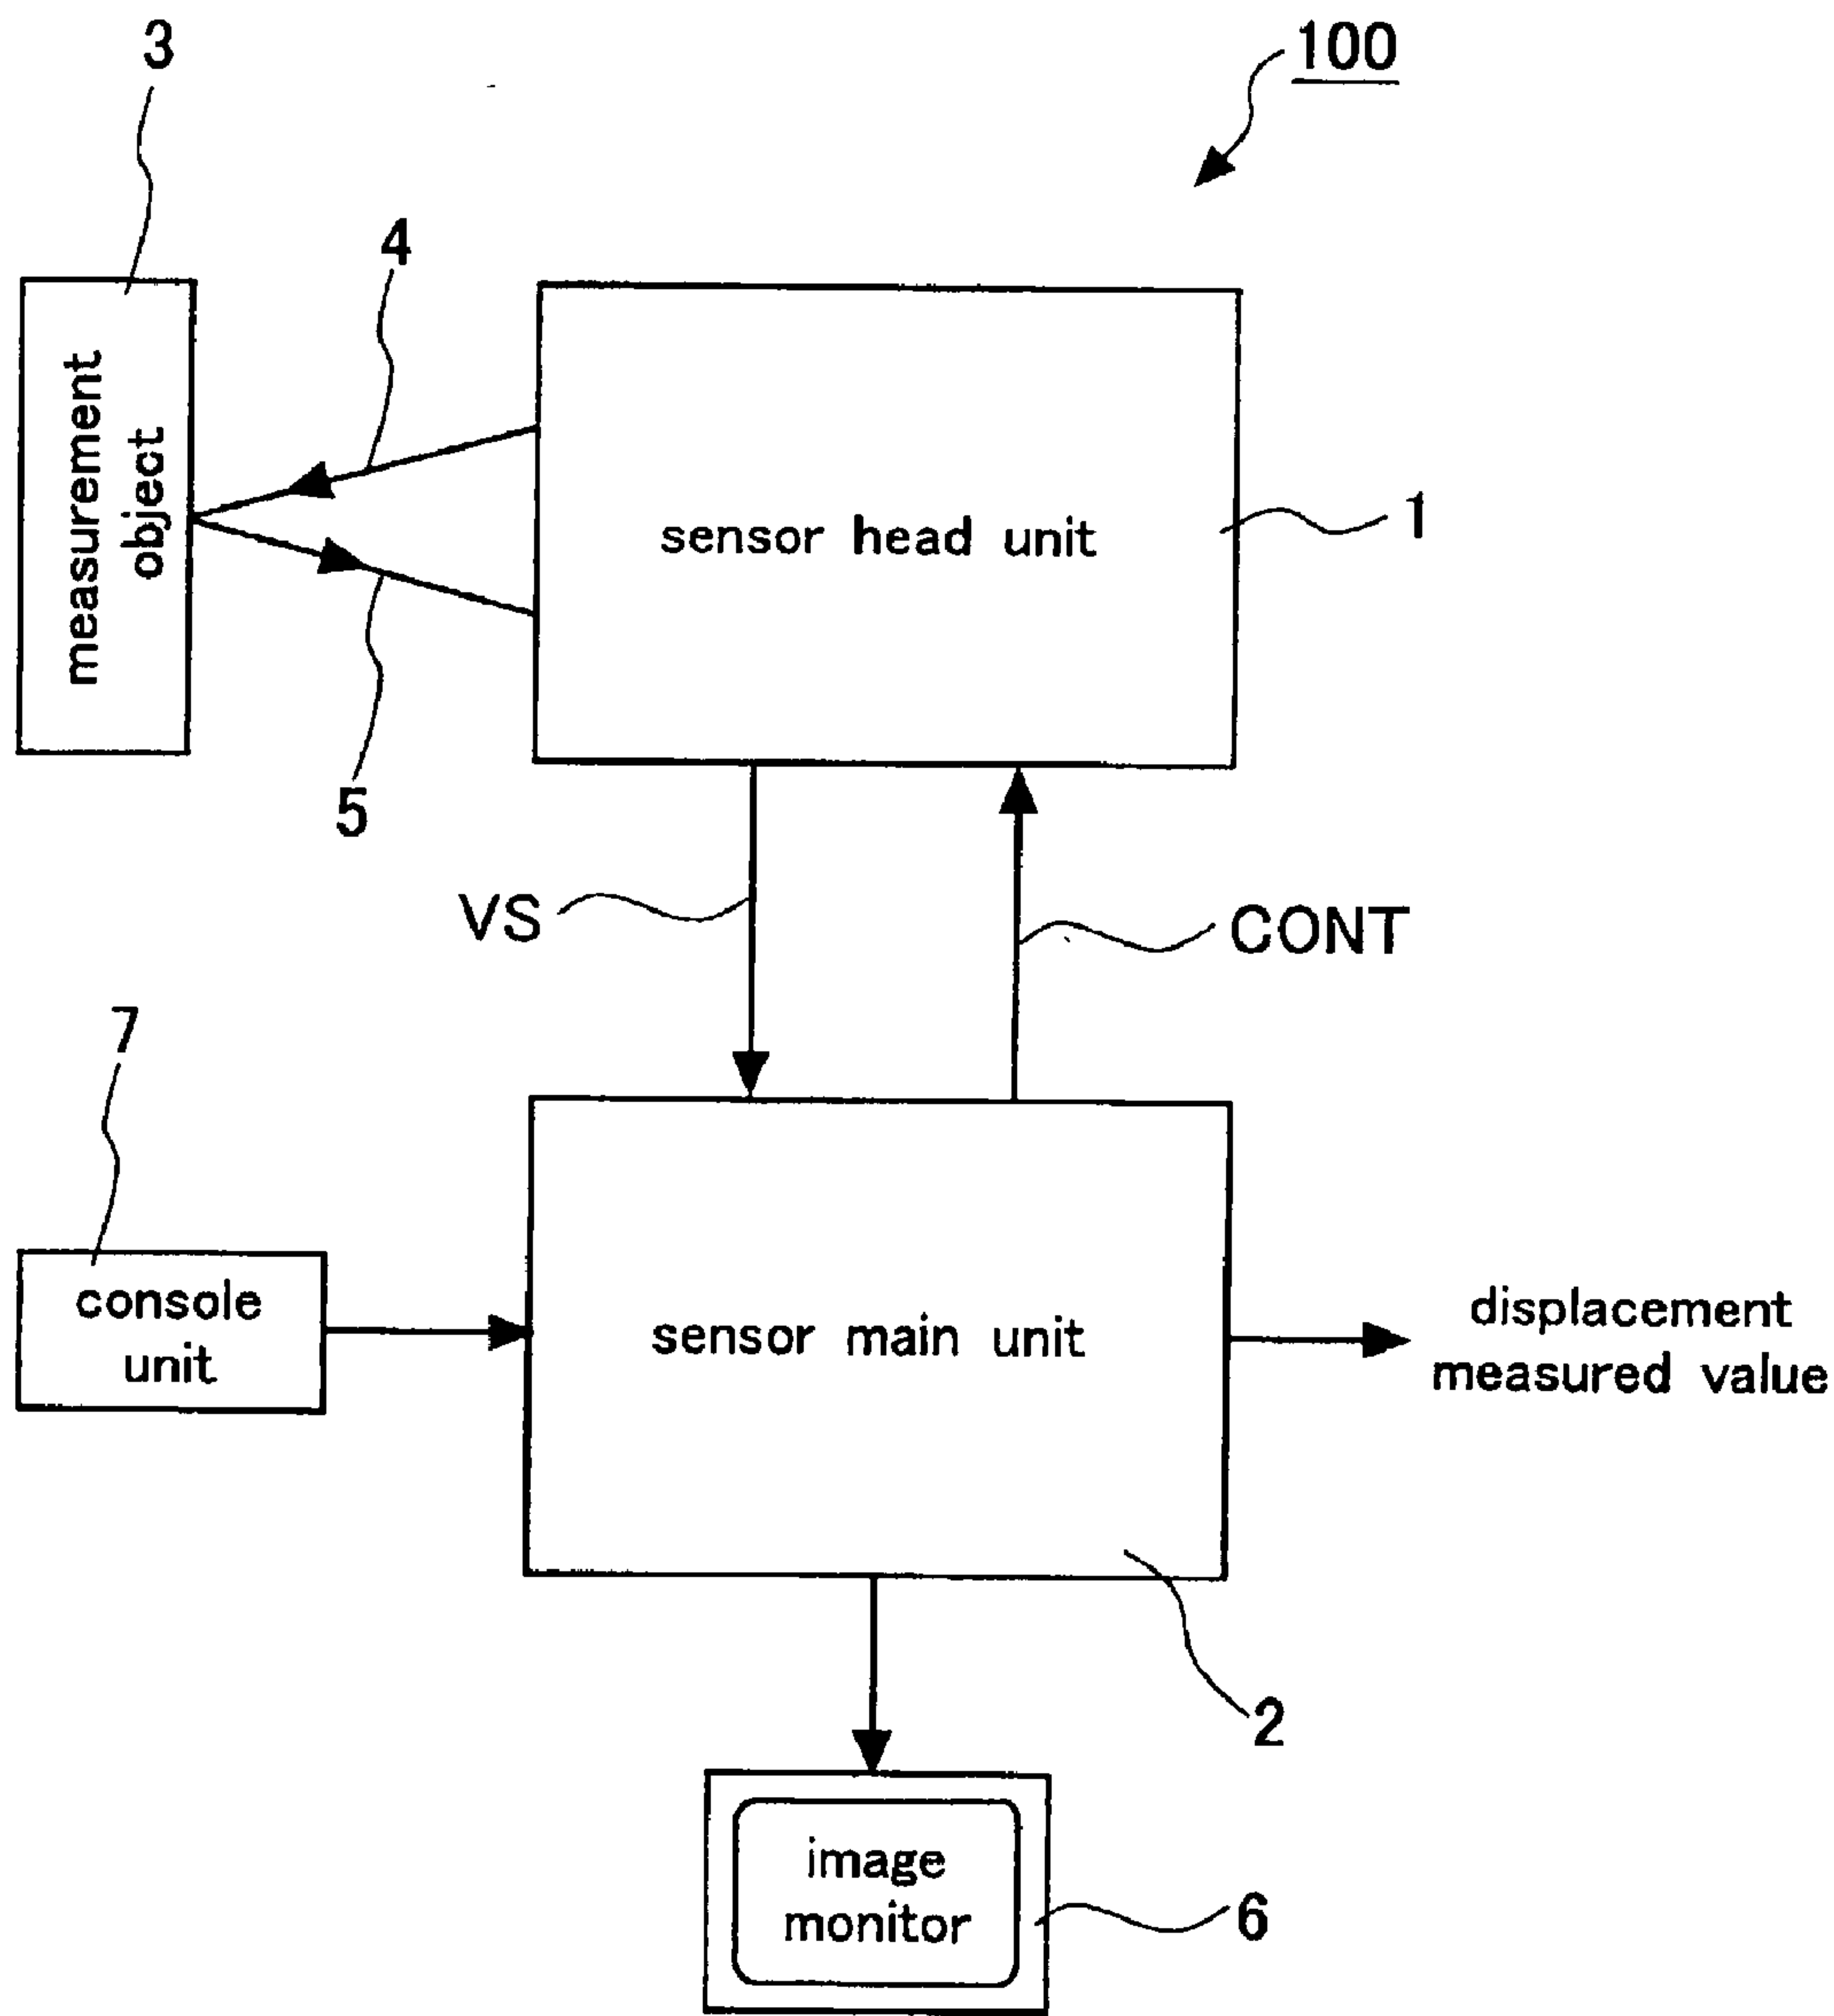 3
100
4
measurement
object
sensor head unit
1
5
VS
CONT
7
console
unit
sensor main unit
displacement
measured value
2
image
monitor
6